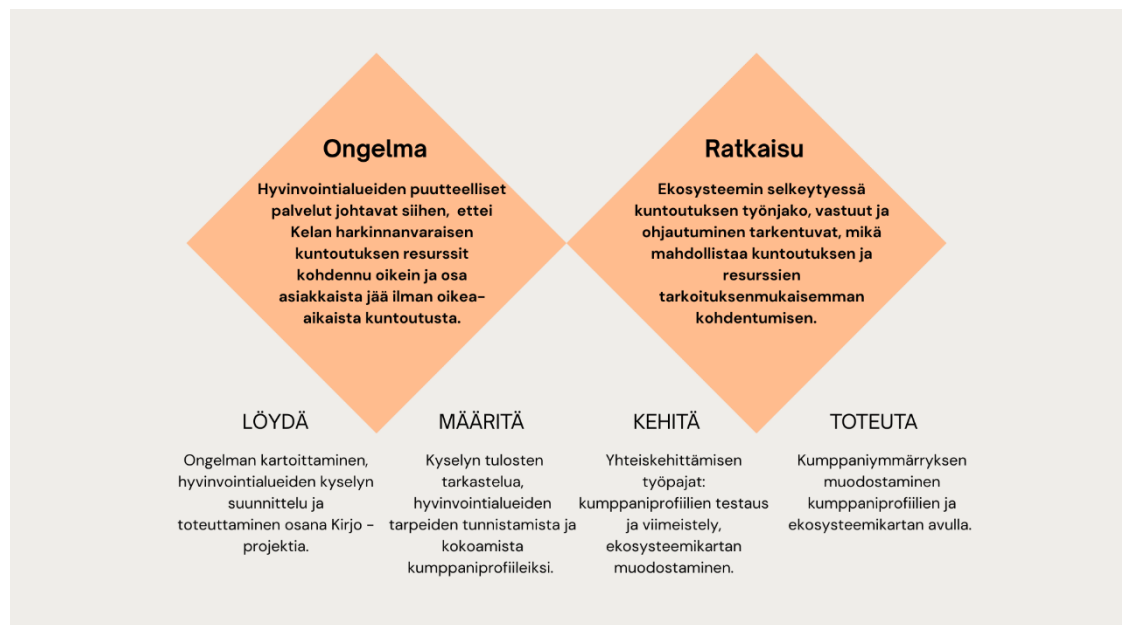 Ongelma
Hyvinvointialueiden puutteelliset
palvelut johtavat siihen, ettei
Kelan harkinnanvaraisen
kuntoutuksen resurssit
kohdennu oikein ja osa
asiakkaista jää ilman oikea-
aikaista kuntoutusta.
Ratkaisu
Ekosysteemin selkeytyessä
kuntoutuksen työnjako, vastuut ja
ohjautuminen tarkentuvat, mikä
mahdollistaa kuntoutuksen ja
resurssien
tarkoituksenmukaisemman
kohdentumisen.
LÖYDÄ
Ongelman kartoittaminen,
hyvinvointialueiden kyselyn
suunnittelu ja
toteuttaminen osana Kirjo -
projektia.
MÄÄRITÄ
Kyselyn tulosten
tarkastelua,
hyvinvointialueiden
tarpeiden tunnistamista ja
kokoamista
kumppaniprofiileiksi.
KEHITÄ
Yhteiskehittämisen
työpajat:
kumppaniprofiilien testaus
ja viimeistely,
ekosysteemikartan
muodostaminen.
TOTEUTA
Kumppaniymmärryksen
muodostaminen
kumppaniprofiilien ja
ekosysteemikartan avulla.